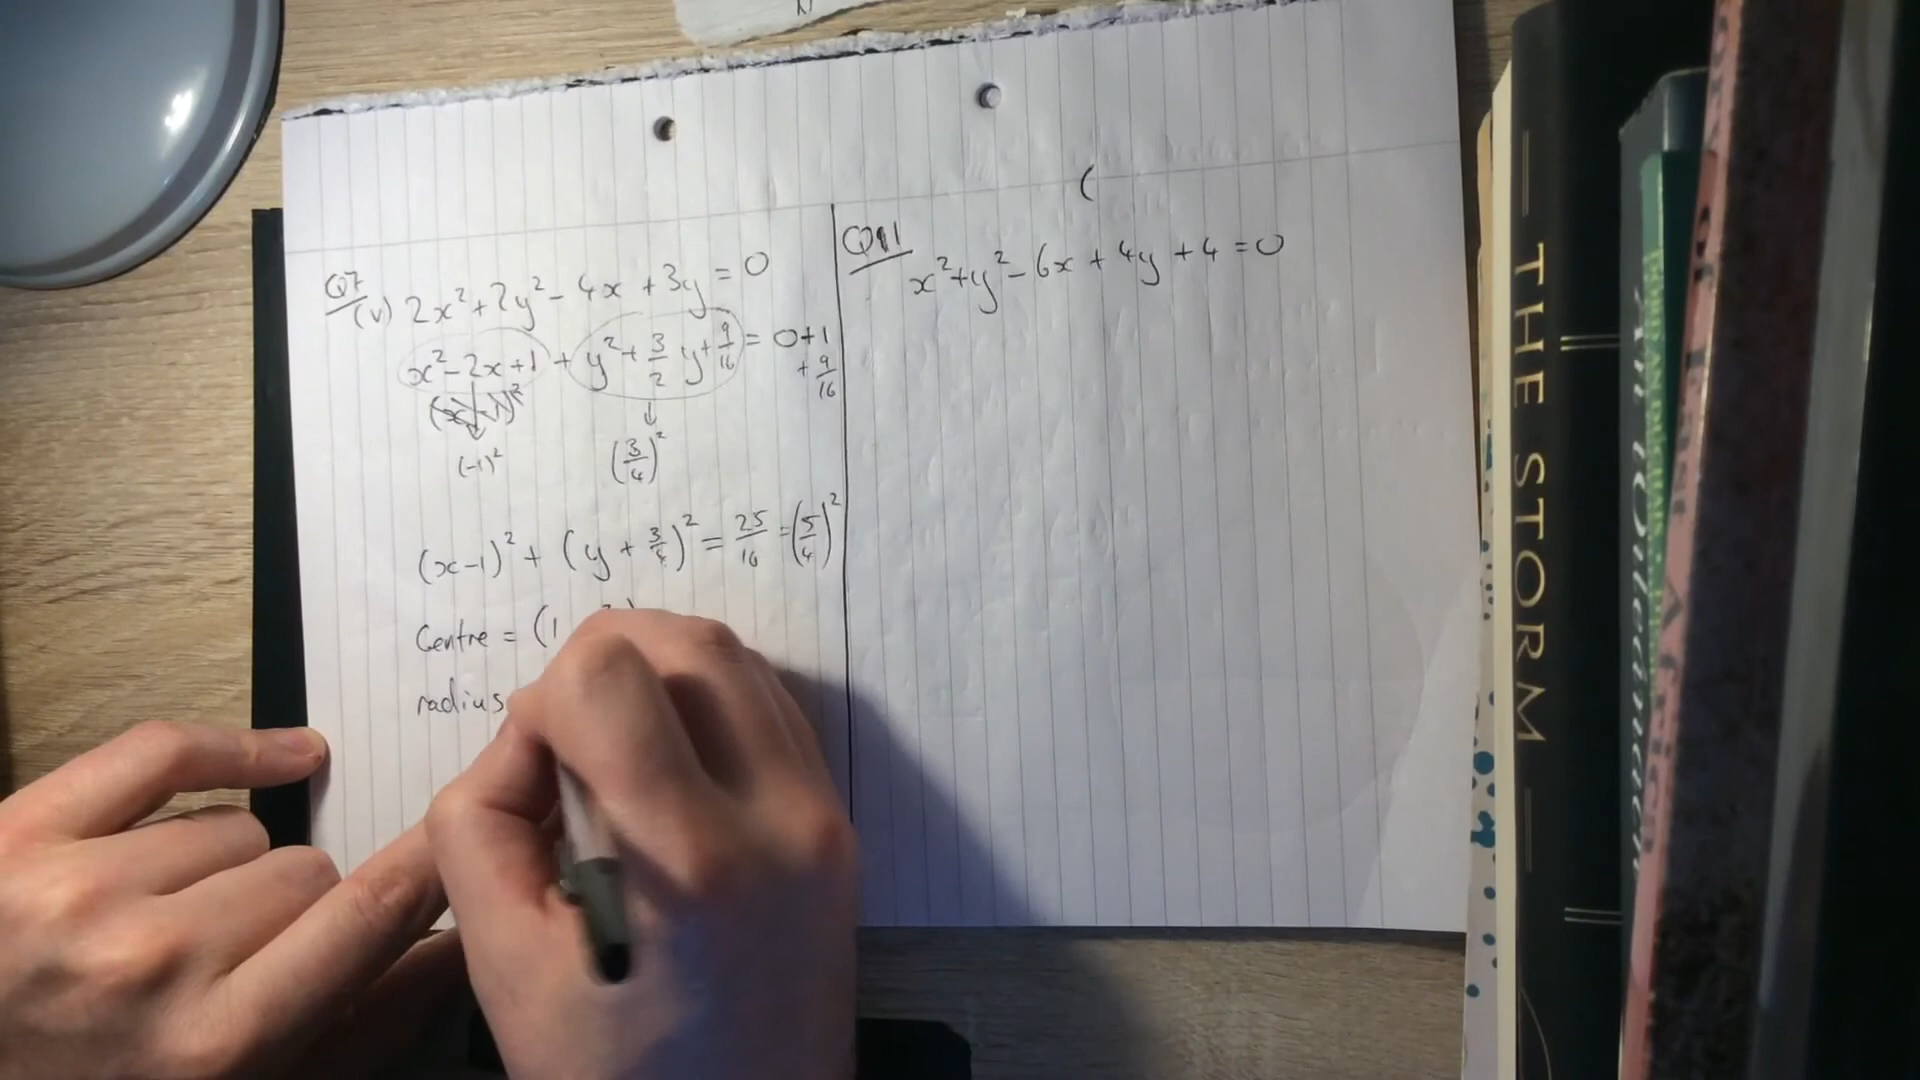 Q7
(v) 2x² + 2y² - 4x + 3y = 0
x² - 2x + 1 + y² + 3/2 y + 9/16 = 0 + 1 + 9/16
(x-1)²
(-1)²
(3/4)²
(x-1)² + (y + 3/4)² = 25/16 = (5/4)²
Centre = (1
radius
(
Q11
x² + y² - 6x + 4y + 4 = 0
THE STORM